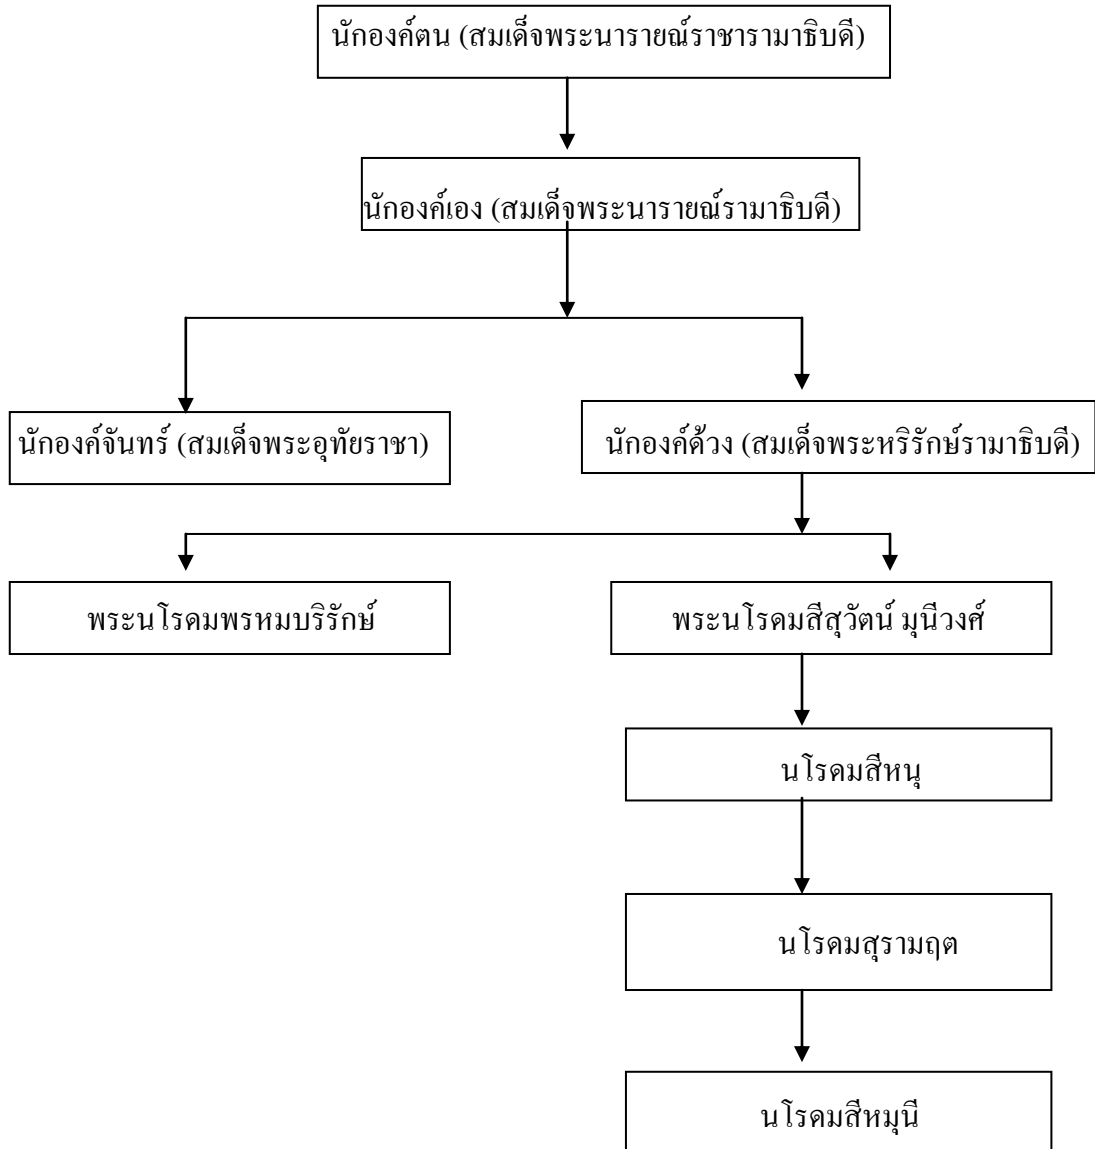 นักองค์ตน (สมเด็จพระนารายณ์ราชารามาธิบดี)
นักองค์เอง (สมเด็จพระนารายณ์รามาธิบดี)
นักองค์จันทร์ (สมเด็จพระอุทัยราชา)
นักองค์ด้วง (สมเด็จพระหริรักษ์รามาธิบดี)
พระนโรดมพรหมบริรักษ์
พระนโรดมสีสุวัตน์ มุนีวงศ์
นโรดมสีหนุ
นโรดมสุรามฤต
นโรดมสีหมุนี